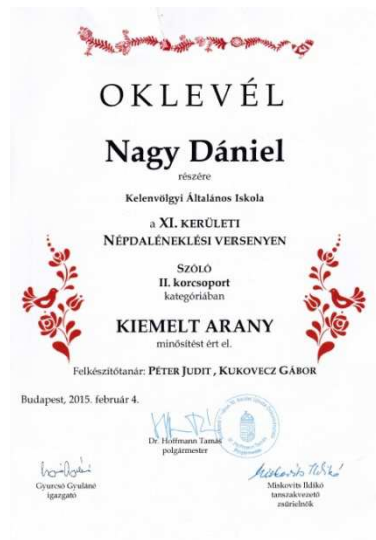 OKLEVÉL
Nagy Dániel
részére
Kelenvölgyi Általános Iskola
a XI. KERÜLETI
NÉPDALÉNEKLÉSI VERSENYEN
SZÓLÓ
II. korcsoport
kategóriában
KIEMELT ARANY
minősítést ért el.
Felkészítőtanár: PÉTER JUDIT , KUKOVECZ GÁBOR
Budapest, 2015. február 4.
Dr. Hoffmann Tamás
polgármester
Gyurcsó Gyuláné
igazgató
Miskovits Ildikó
tanszakvezető
zsűrielnök